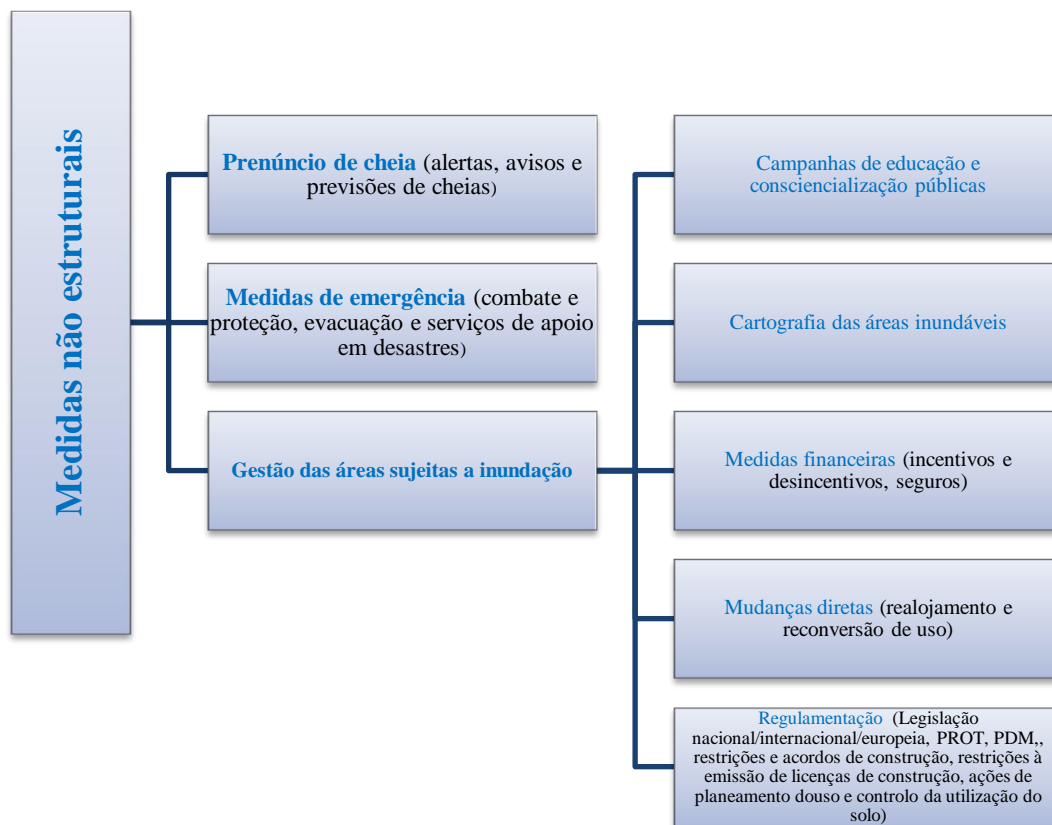 Medidas não estruturais
Prenúncio de cheia (alertas, avisos e
previsões de cheias)
Medidas de emergência (combate e
proteção, evacuação e serviços de apoio
em desastres)
Gestão das áreas sujeitas a inundação
Campanhas de educação e
consciencialização públicas
Cartografia das áreas inundáveis
Medidas financeiras (incentivos e
desincentivos, seguros)
Mudanças diretas (realojamento e
reconversão de uso)
Regulamentação (Legislação
nacional/internacional/europeia, PROT, PDM,,
restrições e acordos de construção, restrições à
emissão de licenças de construção, ações de
planeamento douso e controlo da utilização do
solo)